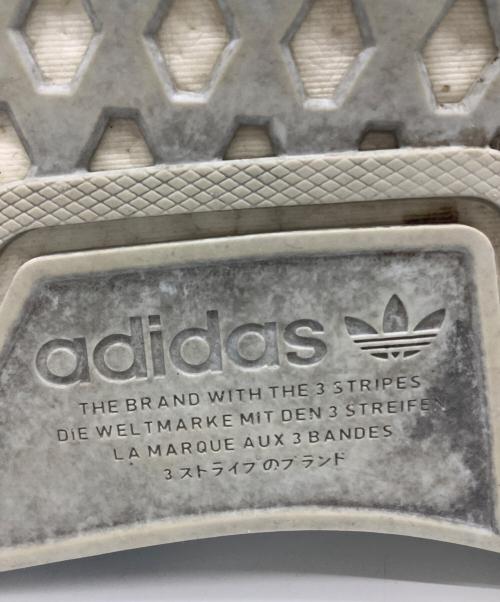 adidas
THE BRAND WITH THE 3 STRIPES
DIE WELTMARKE MIT DEN 3 STREIFEN
LA MARQUE AUX 3 BANDES
3 ストライプのブランド